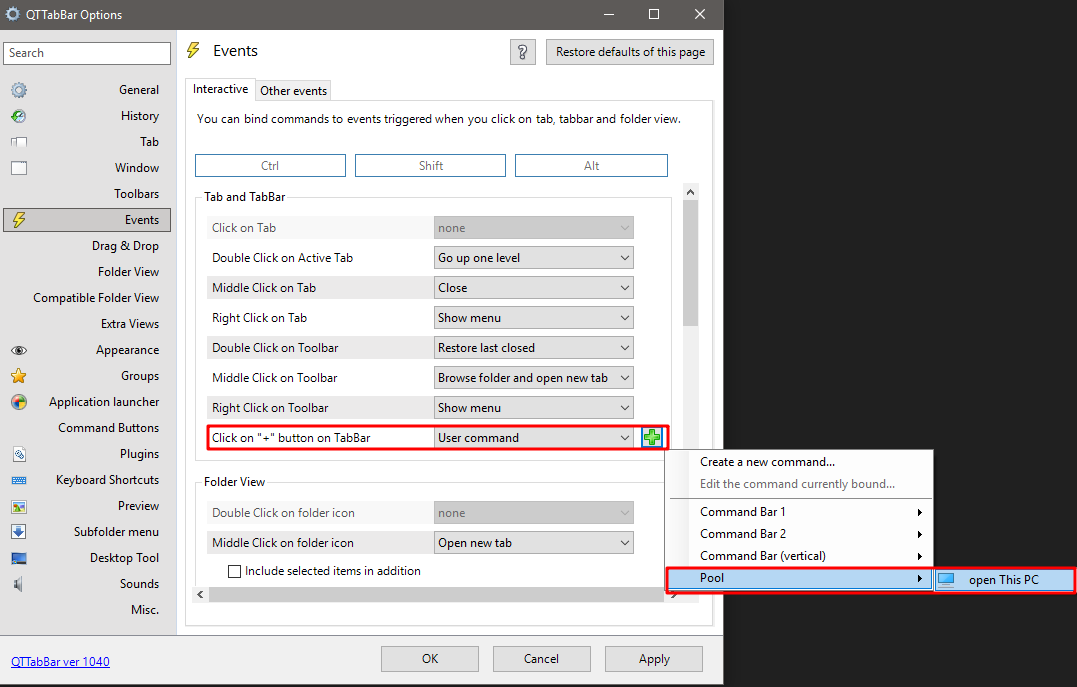 QTTabBar Options
Search
General
History
Tab
Window
Toolbars
Events
Drag & Drop
Folder View
Compatible Folder View
Extra Views
Appearance
Groups
Application launcher
Command Buttons
Plugins
Keyboard Shortcuts
Preview
Subfolder menu
Desktop Tool
Sounds
Misc.
QTTabBar ver 1040
Events
? Restore defaults of this page
Interactive Other events
You can bind commands to events triggered when you click on tab, tabbar and folder view.
Ctrl Shift Alt
Tab and TabBar
Click on Tab none
Double Click on Active Tab Go up one level
Middle Click on Tab Close
Right Click on Tab Show menu
Double Click on Toolbar Restore last closed
Middle Click on Toolbar Browse folder and open new tab
Right Click on Toolbar Show menu
Click on "+" button on TabBar User command
Folder View
Double Click on folder icon none
Middle Click on folder icon Open new tab
Include selected items in addition
Create a new command...
Edit the command currently bound...
Command Bar 1
Command Bar 2
Command Bar (vertical)
Pool open This PC
OK Cancel Apply